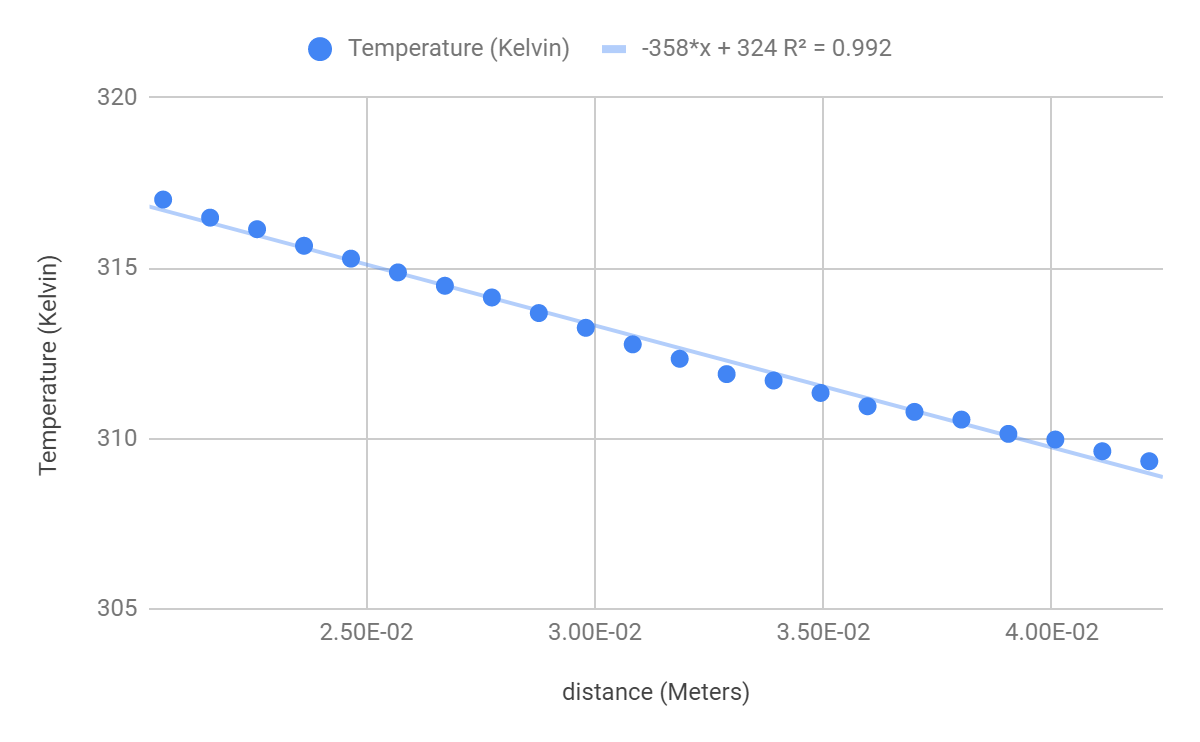 Temperature (Kelvin) -358*x + 324 R² = 0.992
320
315
310
305
Temperature (Kelvin)
2.50E-02 3.00E-02 3.50E-02 4.00E-02
distance (Meters)